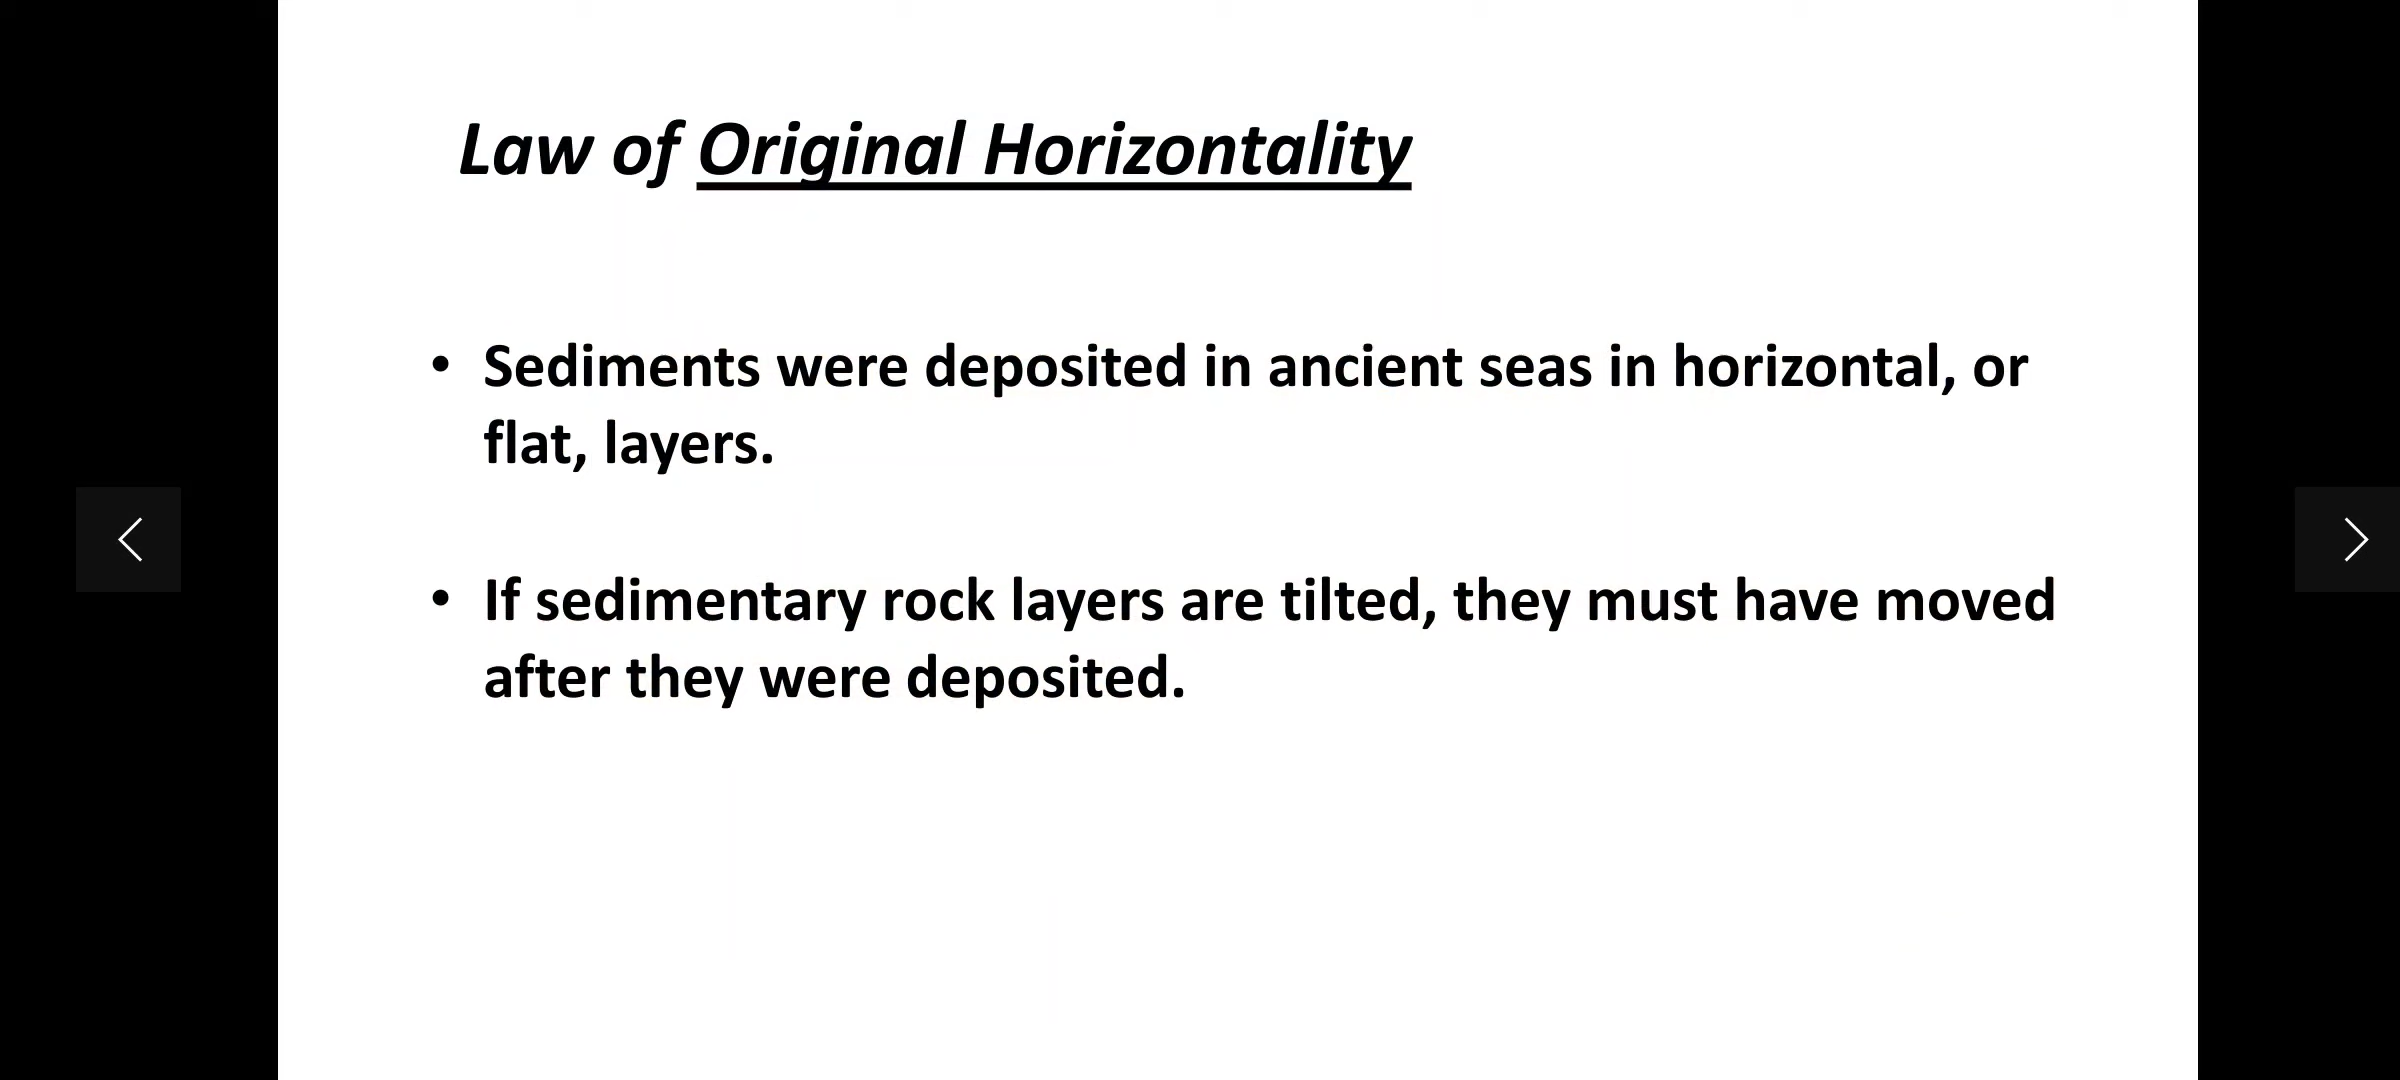 Law of Original Horizontality
• Sediments were deposited in ancient seas in horizontal, or
flat, layers.
• If sedimentary rock layers are tilted, they must have moved
after they were deposited.